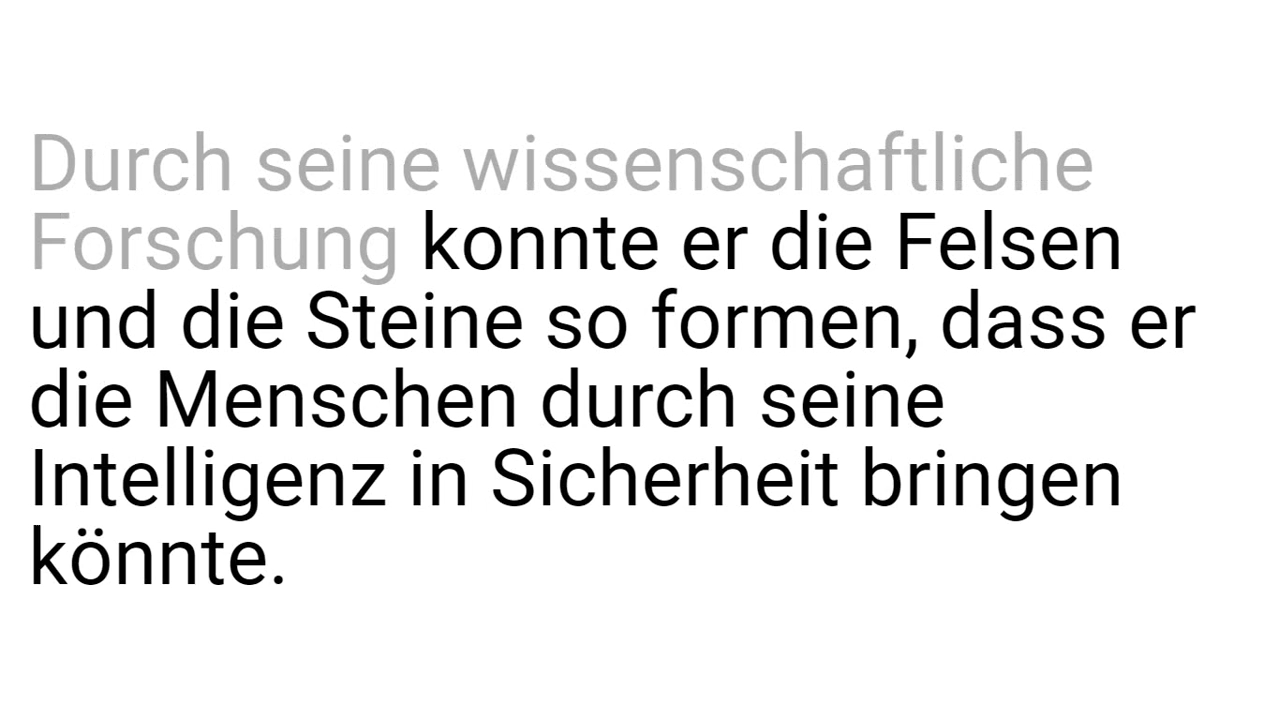 Durch seine wissenschaftliche
Forschung konnte er die Felsen
und die Steine so formen, dass er
die Menschen durch seine
Intelligenz in Sicherheit bringen
könnte.